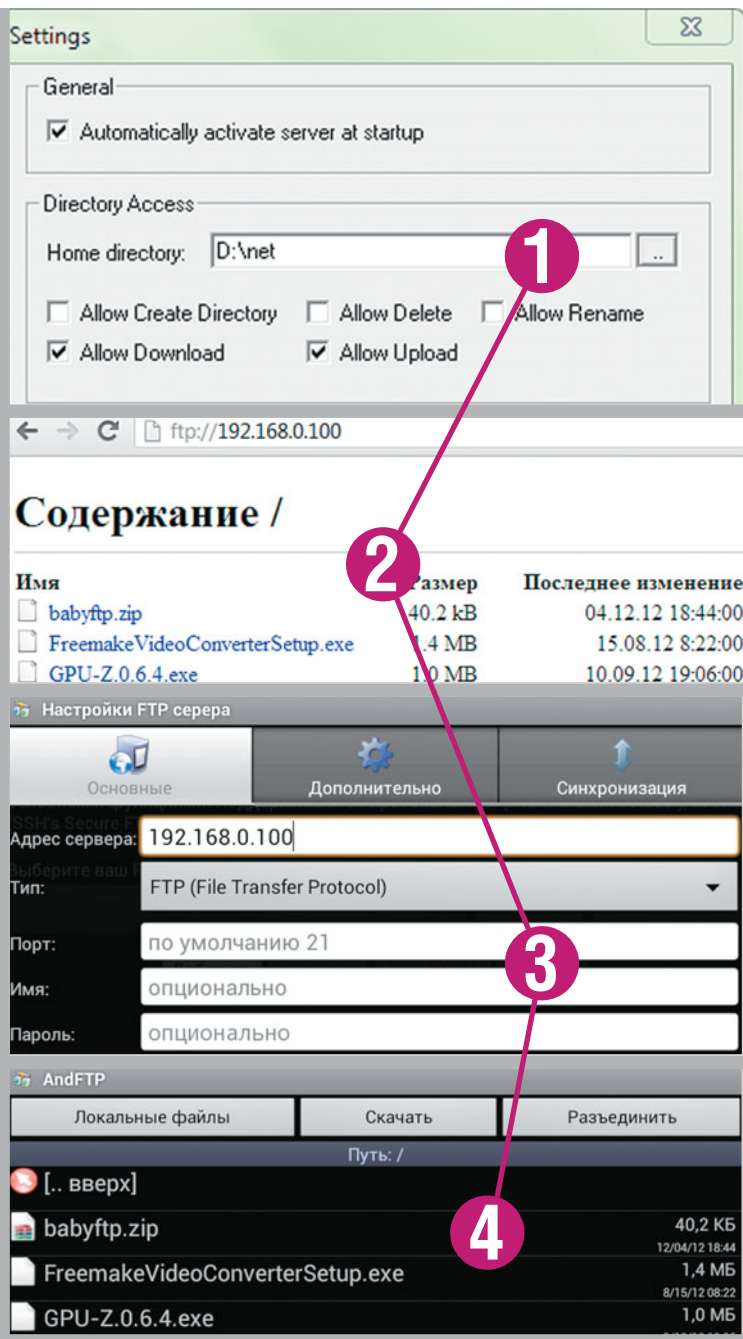 Settings
General
Automatically activate server at startup
Directory Access
Home directory: D:\net ..
1
Allow Create Directory Allow Delete Allow Rename
Allow Download Allow Upload
ftp://192.168.0.100
Содержание /
2
Имя Размер Последнее изменение
babyftp.zip 40.2 kB 04.12.12 18:44:00
FreemakeVideoConverterSetup.exe 1.4 MB 15.08.12 8:22:00
GPU-Z.0.6.4.exe 1.0 MB 10.09.12 19:06:00
Настройки FTP серера
Основные Дополнительно Синхронизация
SSH's Secure F
Адрес сервера: 192.168.0.100
Выберите ваш F
Тип: FTP (File Transfer Protocol)
Порт: по умолчанию 21
3
Имя: опционально
Пароль: опционально
AndFTP
Локальные файлы Скачать Разъединить
Путь: /
[.. вверх]
4
babyftp.zip 40,2 КБ
12/04/12 18:44
FreemakeVideoConverterSetup.exe 1,4 МБ
8/15/12 08:22
GPU-Z.0.6.4.exe 1,0 МБ